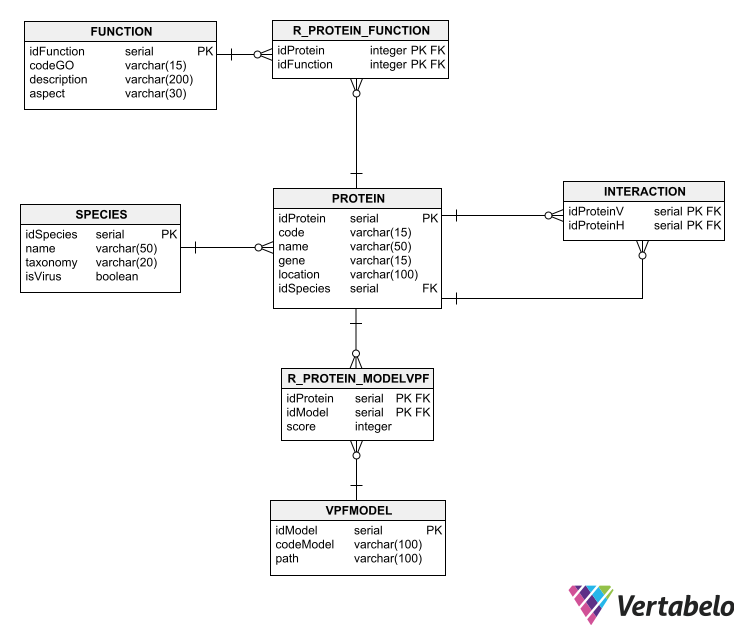 FUNCTION
idFunction serial PK
codeGO varchar(15)
description varchar(200)
aspect varchar(30)
R_PROTEIN_FUNCTION
idProtein integer PK FK
idFunction integer PK FK
SPECIES
idSpecies serial PK
name varchar(50)
taxonomy varchar(20)
isVirus boolean
PROTEIN
idProtein serial PK
code varchar(15)
name varchar(50)
gene varchar(15)
location varchar(100)
idSpecies serial FK
INTERACTION
idProteinV serial PK FK
idProteinH serial PK FK
R_PROTEIN_MODELVPF
idProtein serial PK FK
idModel serial PK FK
score integer
VPFMODEL
idModel serial PK
codeModel varchar(100)
path varchar(100)
Vertabelo